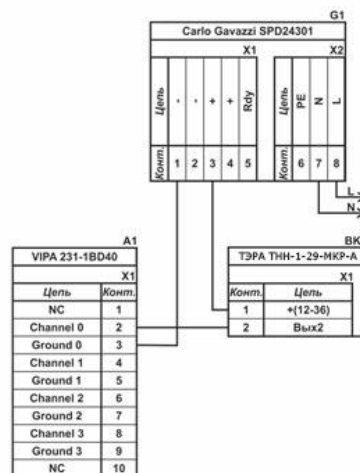 G1
Carlo Gavazzi SPD24301
X1 X2
Цепь - - + + Rdy Цепь PE N L
Конт. 1 2 3 4 5 Конт. 6 7 8
L
N
A1
VIPA 231-1BD40
X1
Цепь Конт.
NC 1
Channel 0 2
Ground 0 3
Channel 1 4
Ground 1 5
Channel 2 6
Ground 2 7
Channel 3 8
Ground 3 9
NC 10
BK
ТЭРА ТНН-1-29-МКР-А
X1
Конт. Цепь
1 +(12-36)
2 Вых2